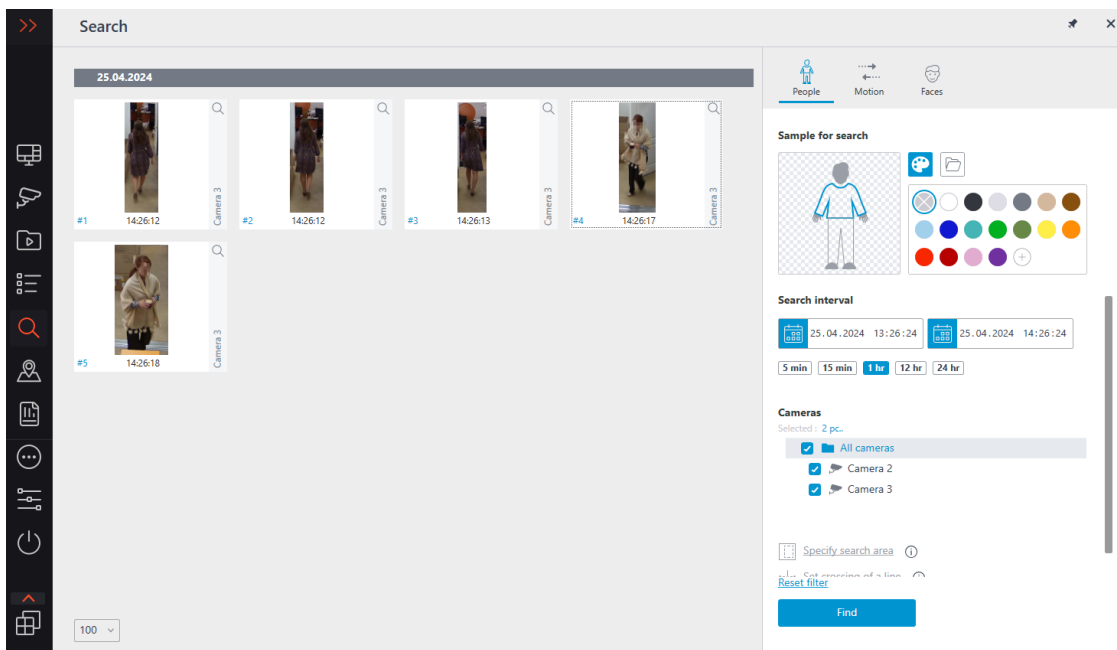 Search
25.04.2024
#1 14:26:12 Camera 3
#2 14:26:12 Camera 3
#3 14:26:13 Camera 3
#4 14:26:17 Camera 3
#5 14:26:18 Camera 3
100
People Motion Faces
Sample for search
Search interval
25.04.2024 13:26:24 25.04.2024 14:26:24
5 min 15 min 1 hr 12 hr 24 hr
Cameras
Selected : 2 pc..
All cameras
Camera 2
Camera 3
Specify search area
Set crossing of a line
Reset filter
Find